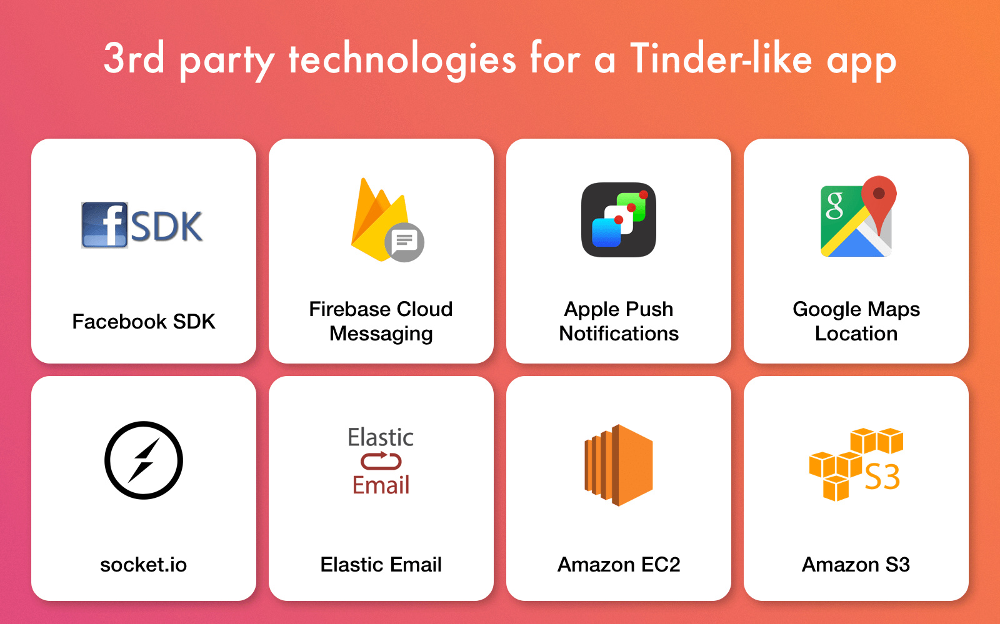 3rd party technologies for a Tinder-like app
f SDK
Facebook SDK
Firebase Cloud
Messaging
Apple Push
Notifications
g
Google Maps
Location
socket.io
Elastic
Email
Elastic Email
Amazon EC2
S3
Amazon S3